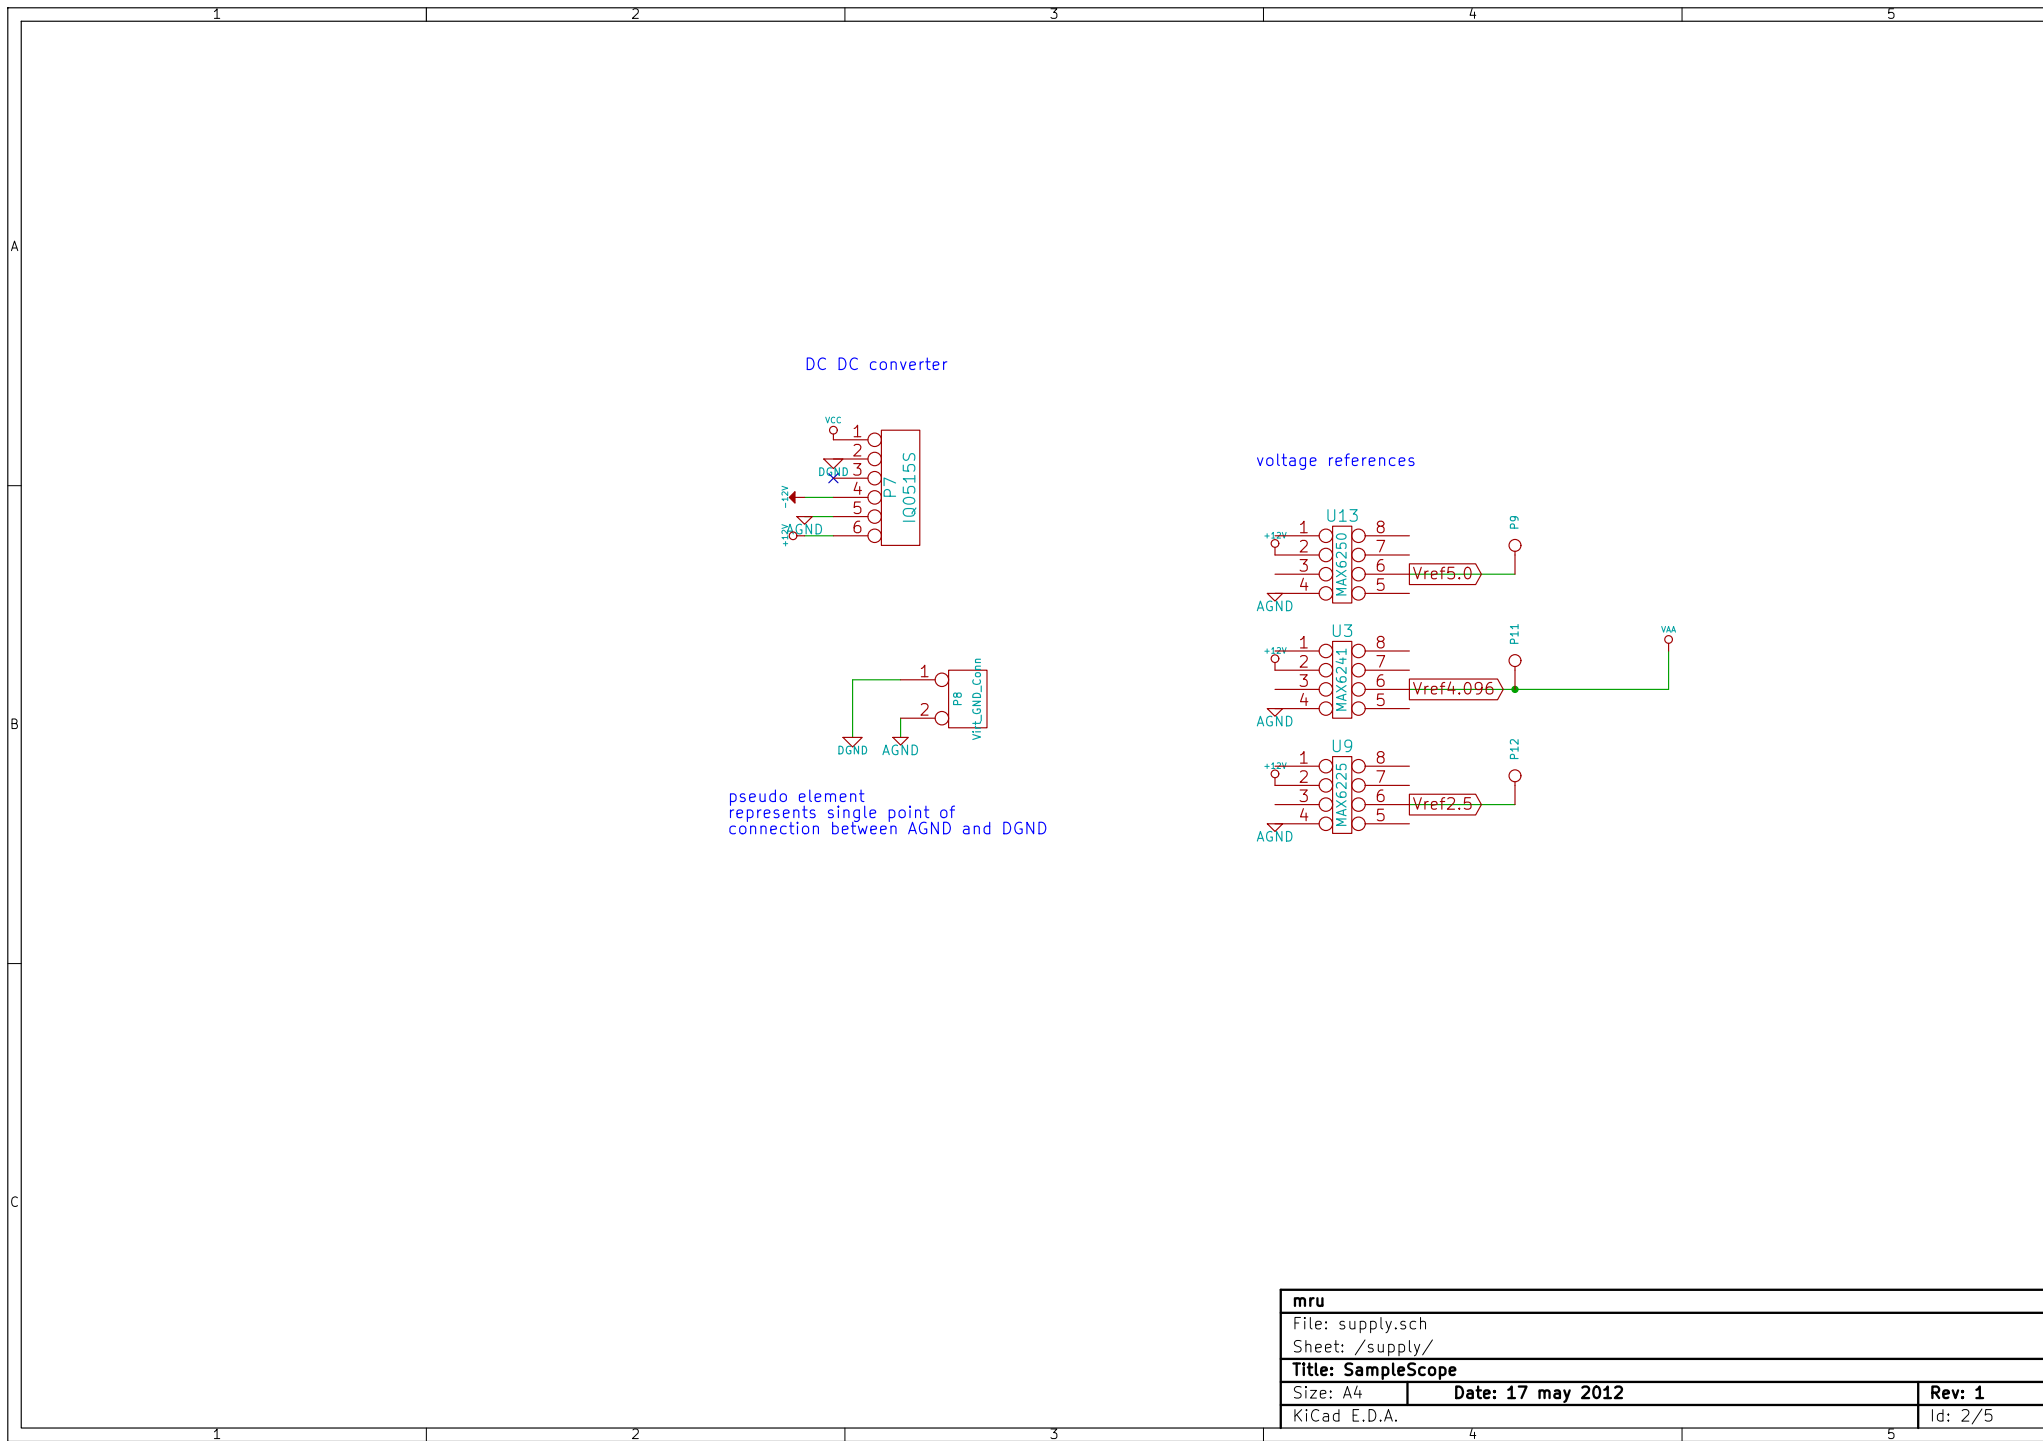 1 2 3 4 5
A
B
C
DC DC converter
VCC
DGND
-12V
AGND
+12V
1
2
3
4
5
6
P7
IQ0515S
voltage references
U13
MAX6250
+12V
AGND
1
2
3
4
8
7
6
5
Vref5.0
P9
U3
MAX6241
+12V
AGND
1
2
3
4
8
7
6
5
Vref4.096
P11
VAA
U9
MAX6225
+12V
AGND
1
2
3
4
8
7
6
5
Vref2.5
P12
1
2
P8
Virt_GND_Conn
DGND
AGND
pseudo element
represents single point of
connection between AGND and DGND
mru
File: supply.sch
Sheet: /supply/
Title: SampleScope
Size: A4 Date: 17 may 2012 Rev: 1
KiCad E.D.A. Id: 2/5
1 2 3 4 5